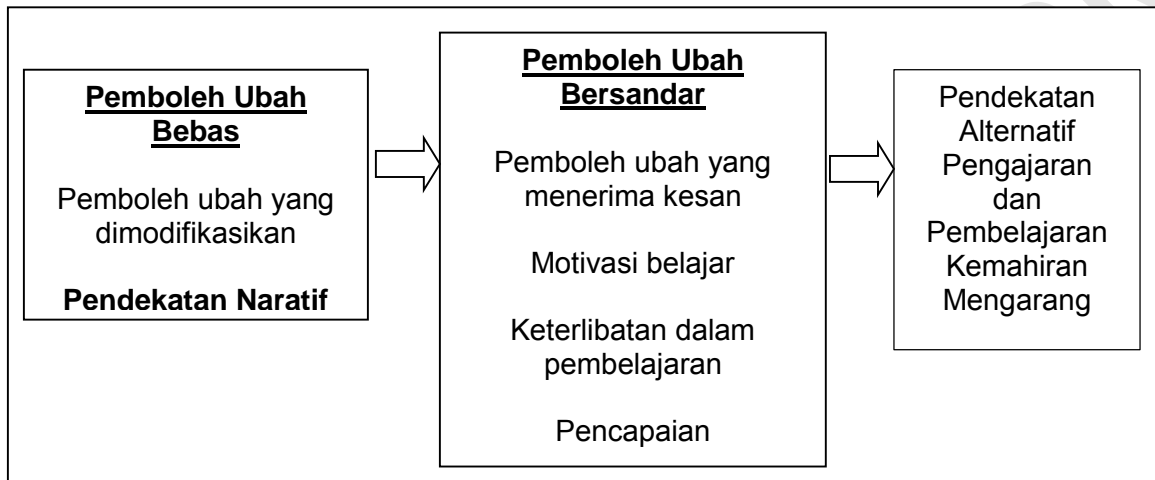 Pemboleh Ubah
Bebas
Pemboleh ubah yang
dimodifikasikan
Pendekatan Naratif
Pemboleh Ubah
Bersandar
Pemboleh ubah yang
menerima kesan
Motivasi belajar
Keterlibatan dalam
pembelajaran
Pencapaian
Pendekatan
Alternatif
Pengajaran
dan
Pembelajaran
Kemahiran
Mengarang